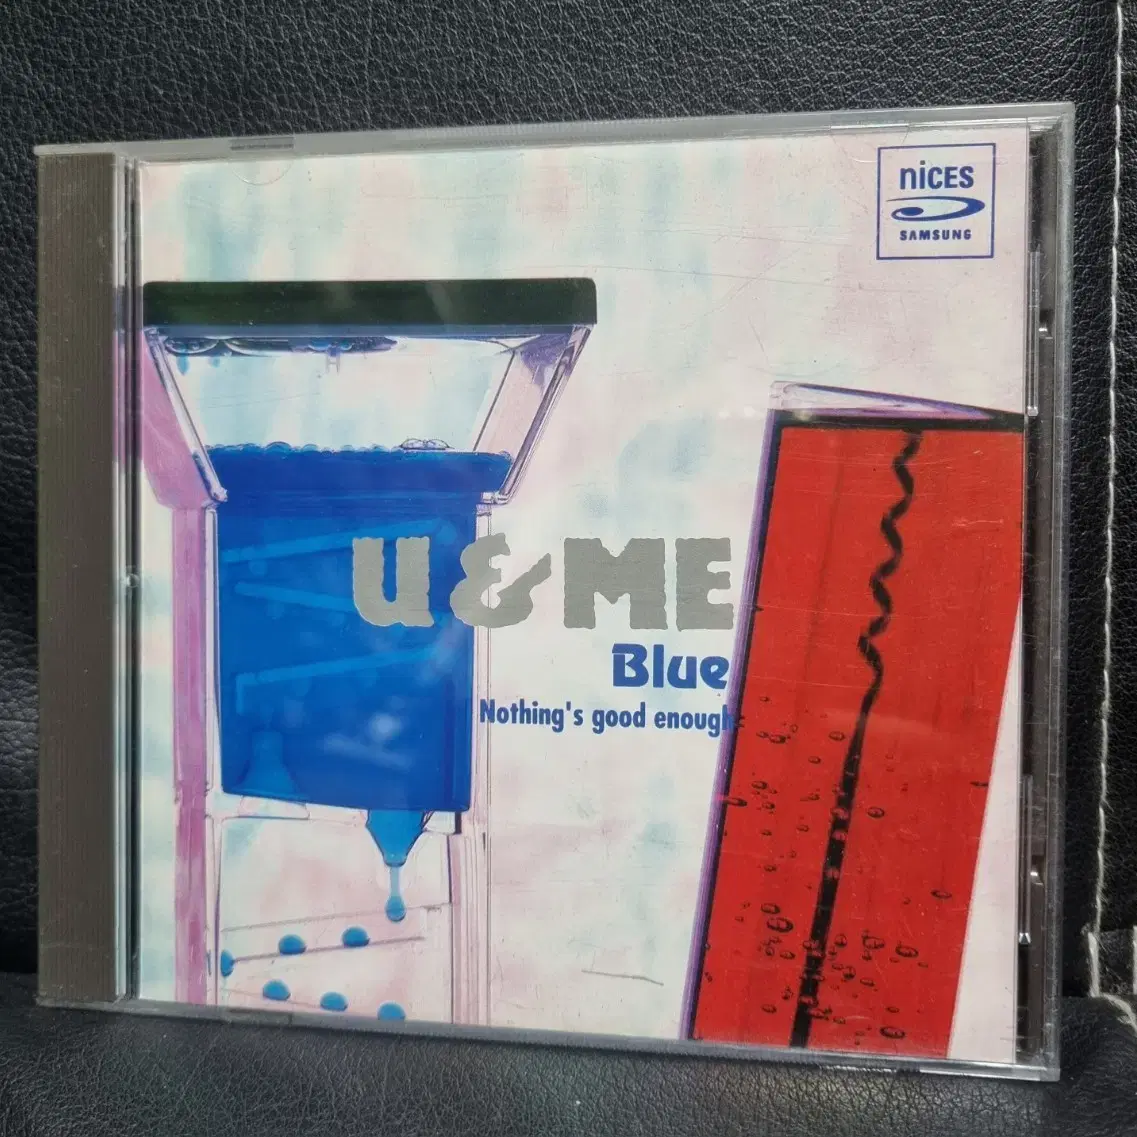 nices
SAMSUNG
U & ME
Blue
Nothing's good enough